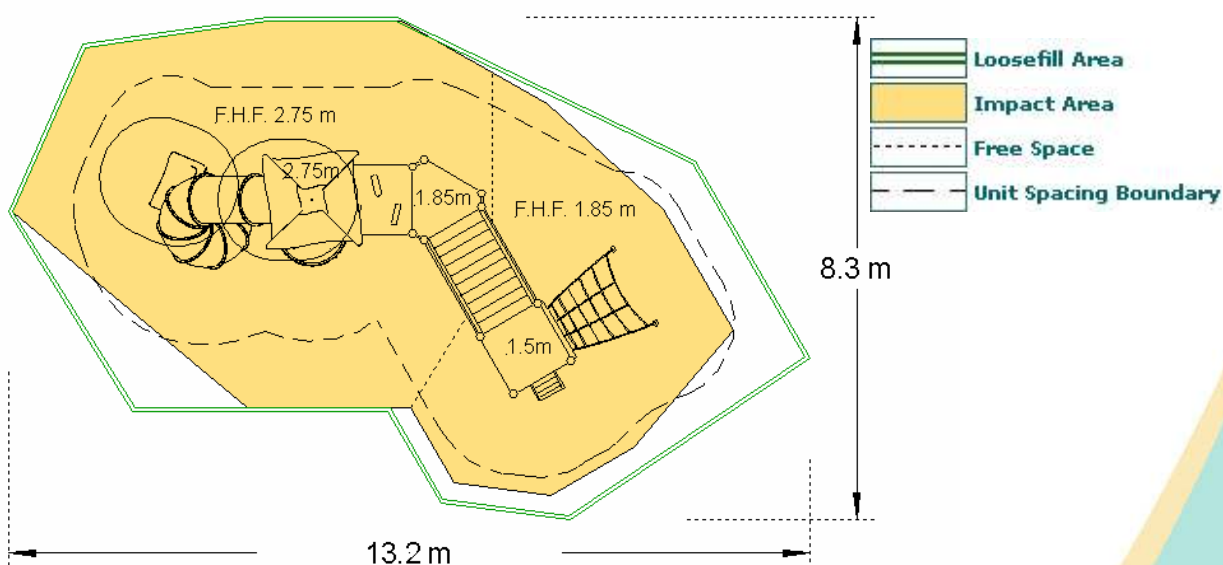 F.H.F. 2.75 m
2.75m
1.85m
F.H.F. 1.85 m
1.5m
8.3 m
13.2 m
Loosefill Area
Impact Area
Free Space
Unit Spacing Boundary